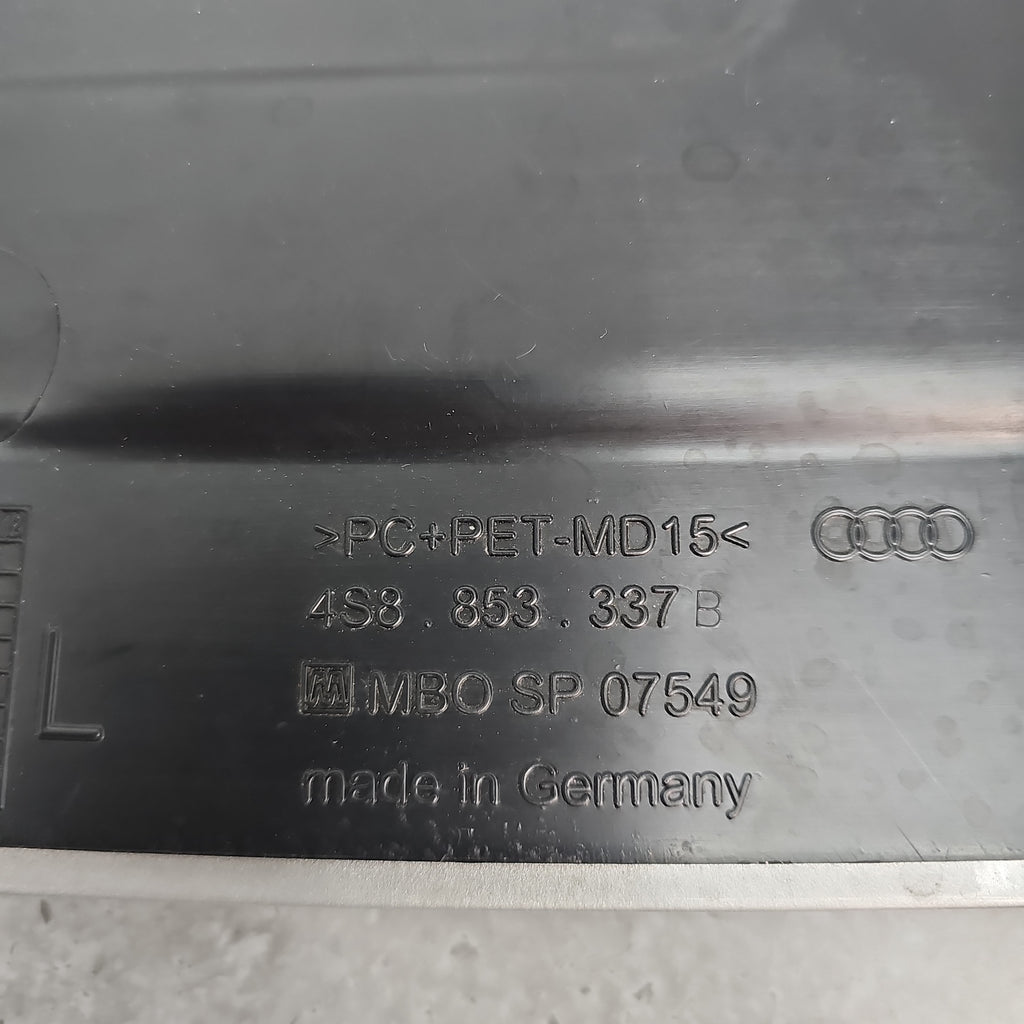 >PC+PET-MD15<
4S8 . 853 . 337 B
MBO SP 07549
L
made in Germany